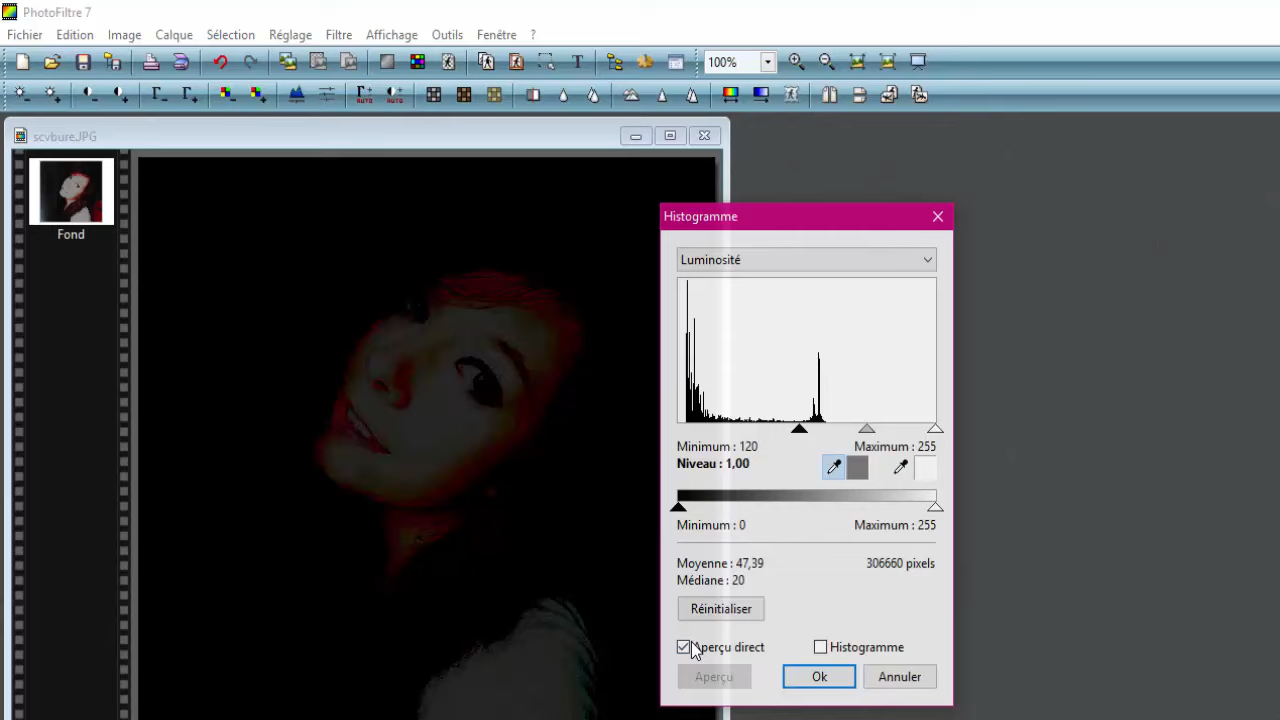 PhotoFiltre 7
Fichier Edition Image Calque Sélection Réglage Filtre Affichage Outils Fenêtre ?
T 100%
AUTO AUTO
scvbure.JPG
Fond
Histogramme
Luminosité
Minimum : 120 Maximum : 255
Niveau : 1,00
Minimum : 0 Maximum : 255
Moyenne : 47,39 306660 pixels
Médiane : 20
Réinitialiser
Aperçu direct Histogramme
Aperçu Ok Annuler